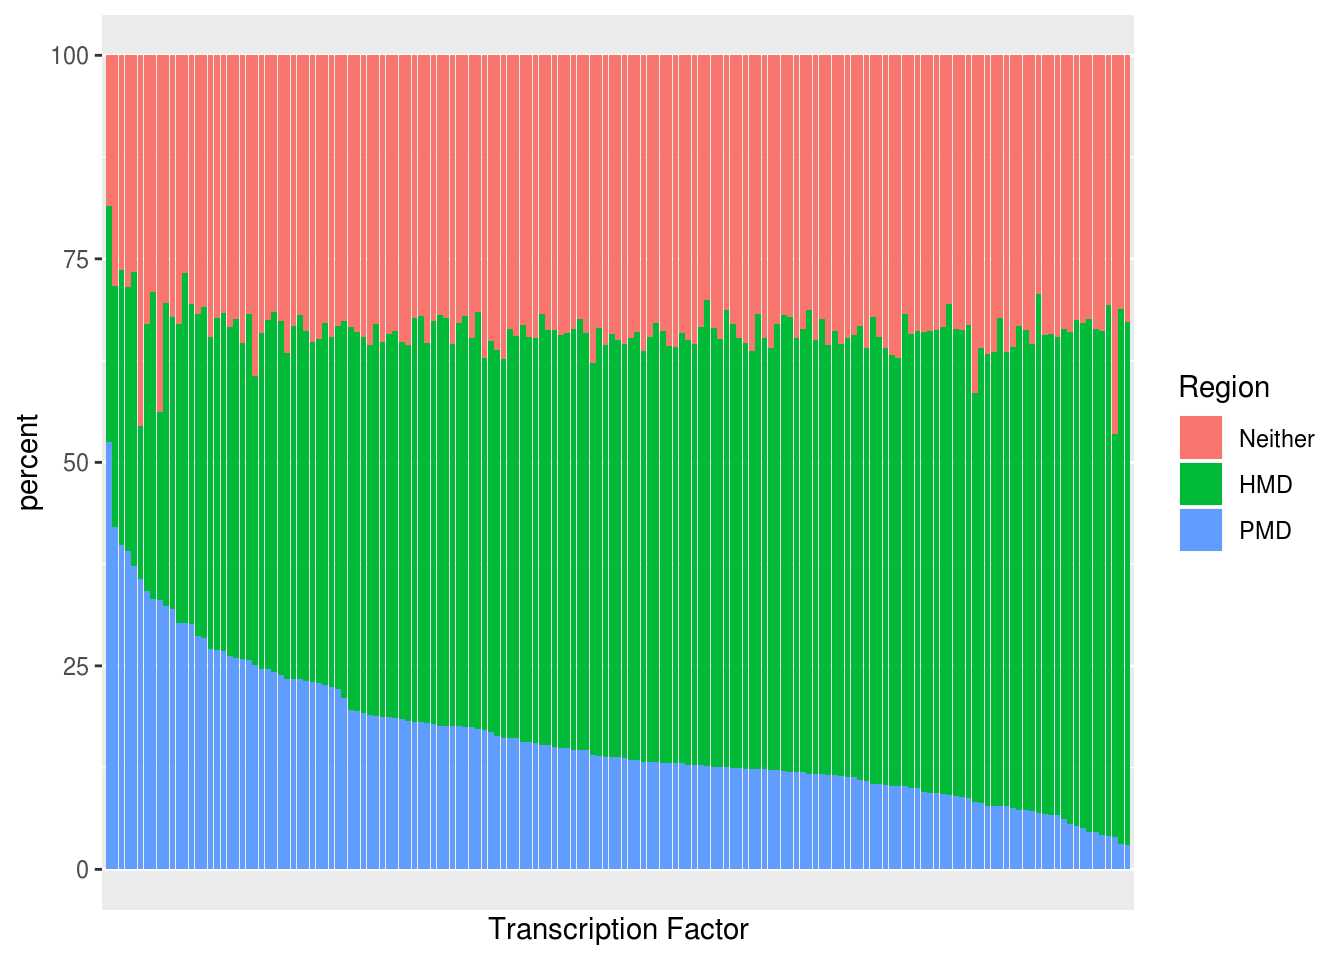 100
75
50
25
0
percent
Transcription Factor
Region
Neither
HMD
PMD